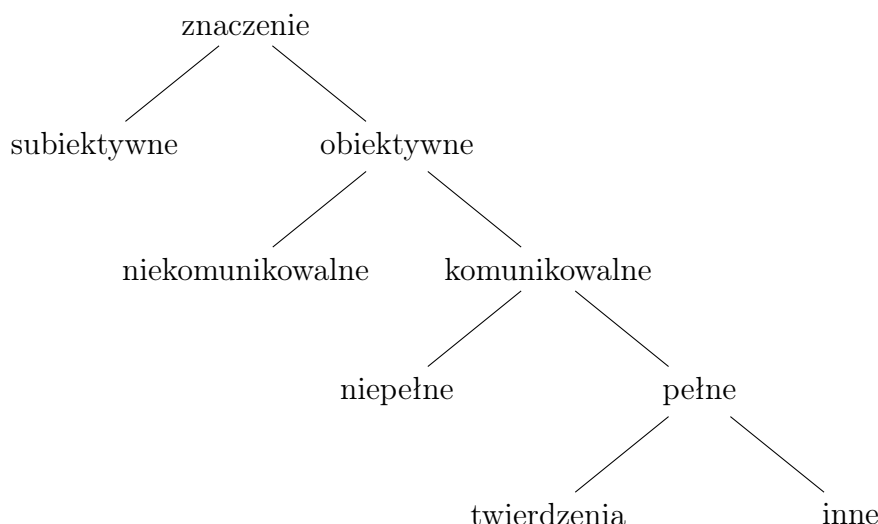 znaczenie
subiektywne obiektywne
niekomunikowalne komunikowalne
niepełne pełne
twierdzenia inne